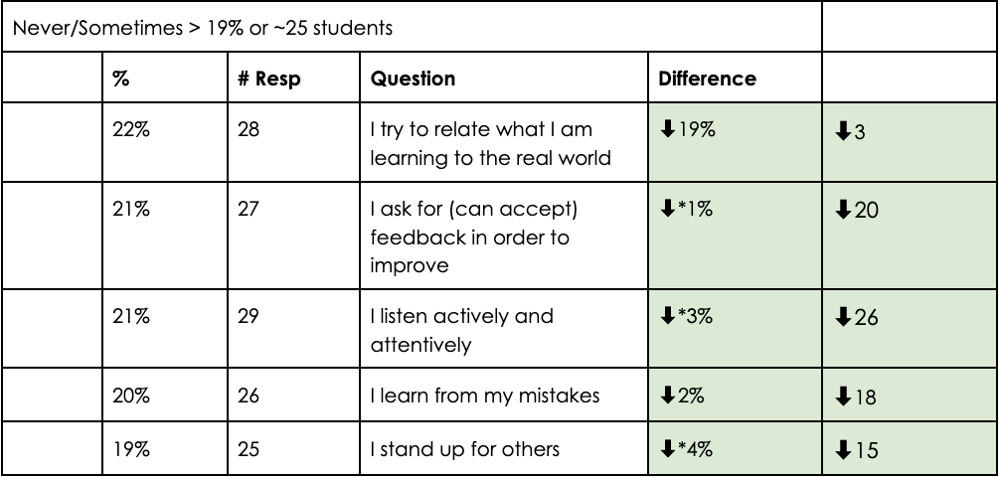 Never/Sometimes > 19% or ~25 students
% # Resp Question Difference
22% 28 I try to relate what I am
learning to the real world ⬇19% ⬇3
21% 27 I ask for (can accept)
feedback in order to
improve ⬇*1% ⬇20
21% 29 I listen actively and
attentively ⬇*3% ⬇26
20% 26 I learn from my mistakes ⬇2% ⬇18
19% 25 I stand up for others ⬇*4% ⬇15